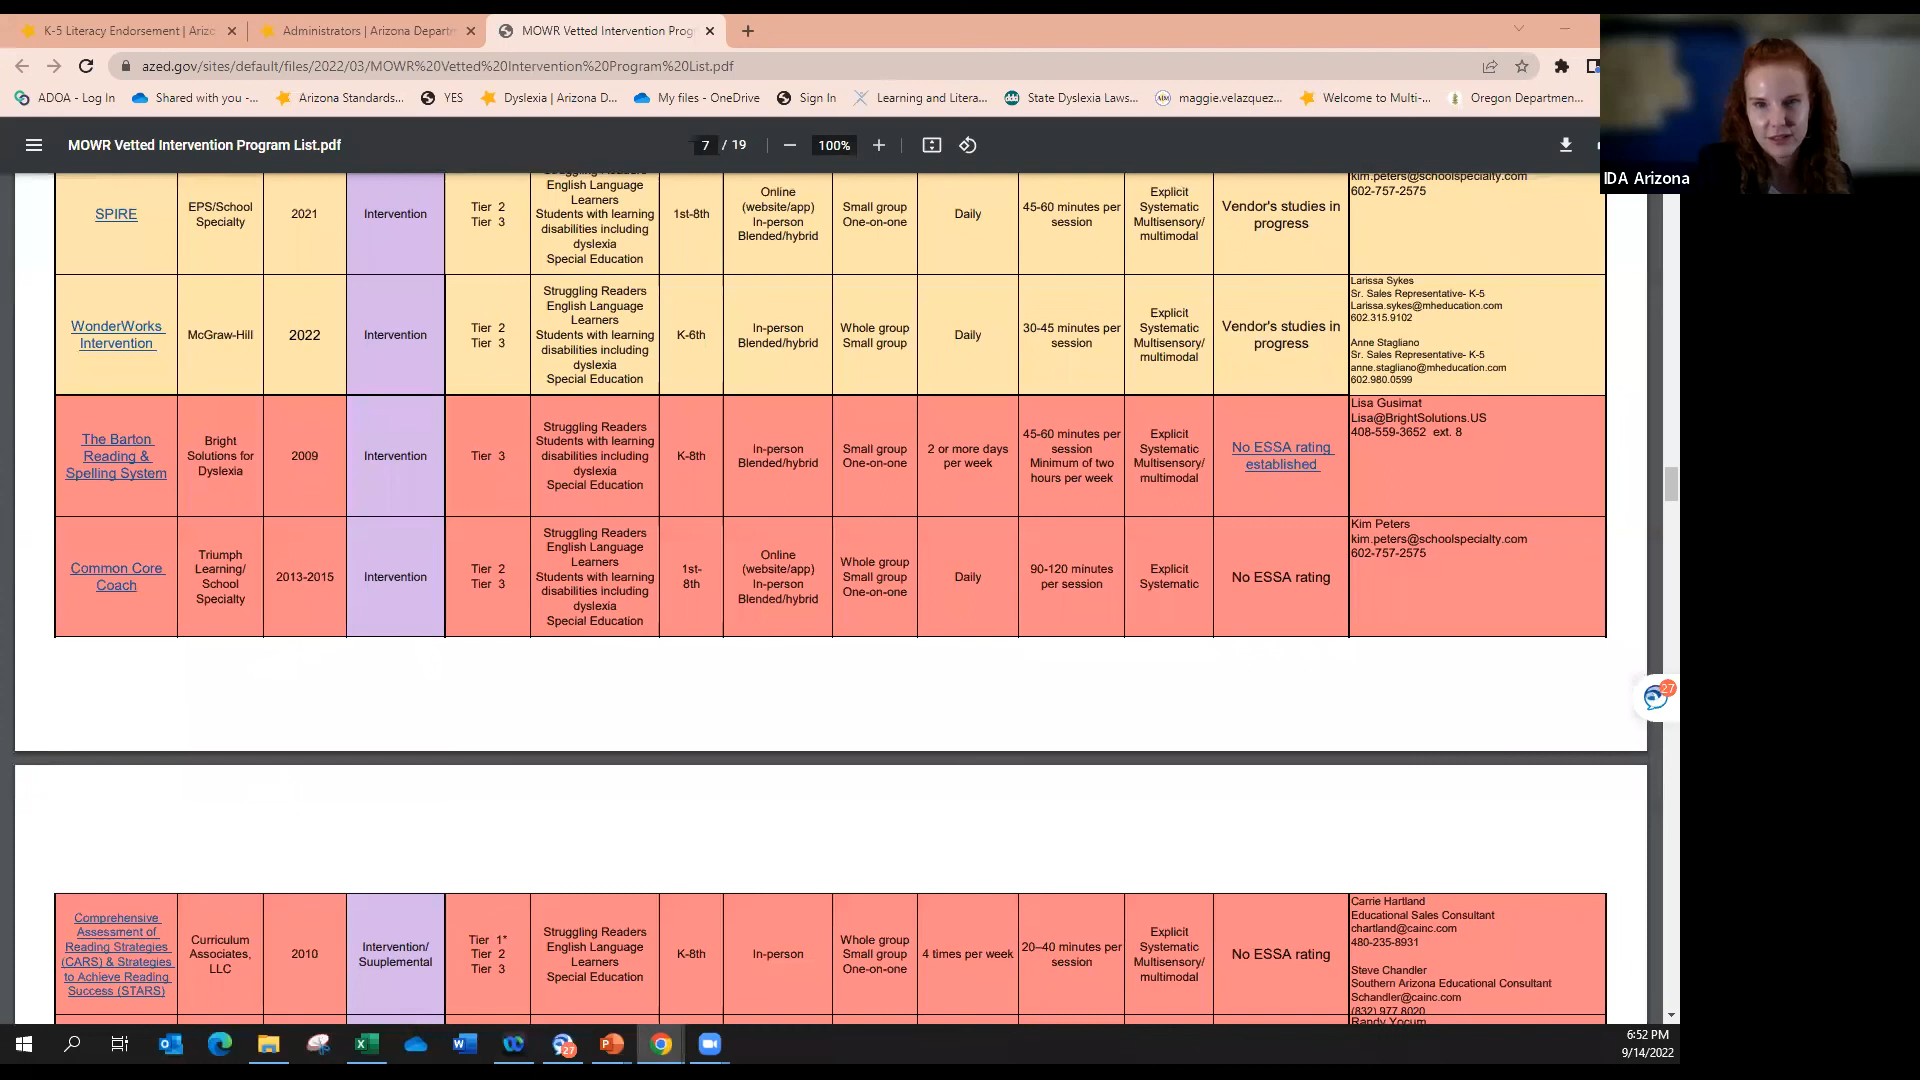 K-5 Literacy Endorsement | Ariz
Administrators | Arizona Departm
MOWR Vetted Intervention Prog
azed.gov/sites/default/files/2022/03/MOWR%20Vetted%20Intervention%20Program%20List.pdf
ADOA - Log In
Shared with you -...
Arizona Standards...
YES
Dyslexia | Arizona D...
My files - OneDrive
Sign In
Learning and Litera...
State Dyslexia Laws...
maggie.velazquez...
Welcome to Multi-...
Oregon Departmen...
MOWR Vetted Intervention Program List.pdf
7 / 19
100%
IDA Arizona
SPIRE
EPS/School
Specialty
2021
Intervention
Tier 2
Tier 3
Struggling Readers
English Language
Learners
Students with learning
disabilities including
dyslexia
Special Education
1st-8th
Online
(website/app)
In-person
Blended/hybrid
Small group
One-on-one
Daily
45-60 minutes per
session
Explicit
Systematic
Multisensory/
multimodal
Vendor's studies in
progress
kim.peters@schoolspecialty.com
602-757-2575
WonderWorks
Intervention
McGraw-Hill
2022
Intervention
Tier 2
Tier 3
Struggling Readers
English Language
Learners
Students with learning
disabilities including
dyslexia
Special Education
K-6th
In-person
Blended/hybrid
Whole group
Small group
Daily
30-45 minutes per
session
Explicit
Systematic
Multisensory/
multimodal
Vendor's studies in
progress
Larissa Sykes
Sr. Sales Representative- K-5
Larissa.sykes@mheducation.com
602.315.9102
Anne Stagliano
Sr. Sales Representative- K-5
anne.stagliano@mheducation.com
602.980.0599
The Barton
Reading &
Spelling System
Bright
Solutions for
Dyslexia
2009
Intervention
Tier 3
Struggling Readers
Students with learning
disabilities including
dyslexia
Special Education
K-8th
In-person
Blended/hybrid
Small group
One-on-one
2 or more days
per week
45-60 minutes per
session
Minimum of two
hours per week
Explicit
Systematic
Multisensory/
multimodal
No ESSA rating
established
Lisa Gusimat
Lisa@BrightSolutions.US
408-559-3652 ext. 8
Common Core
Coach
Triumph
Learning/
School
Specialty
2013-2015
Intervention
Tier 2
Tier 3
Struggling Readers
English Language
Learners
Students with learning
disabilities including
dyslexia
Special Education
1st-
8th
Online
(website/app)
In-person
Blended/hybrid
Whole group
Small group
One-on-one
Daily
90-120 minutes
per session
Explicit
Systematic
No ESSA rating
Kim Peters
kim.peters@schoolspecialty.com
602-757-2575
27
Comprehensive
Assessment of
Reading Strategies
(CARS) & Strategies
to Achieve Reading
Success (STARS)
Curriculum
Associates,
LLC
2010
Intervention/
Suuplemental
Tier 1*
Tier 2
Tier 3
Struggling Readers
English Language
Learners
Special Education
K-8th
In-person
Whole group
Small group
One-on-one
4 times per week
20–40 minutes per
session
Explicit
Systematic
Multisensory/
multimodal
No ESSA rating
Carrie Hartland
Educational Sales Consultant
chartland@cainc.com
480-235-8931
Steve Chandler
Southern Arizona Educational Consultant
Schandler@cainc.com
(832) 977 8020
Randy Yocum
27
6:52 PM
9/14/2022